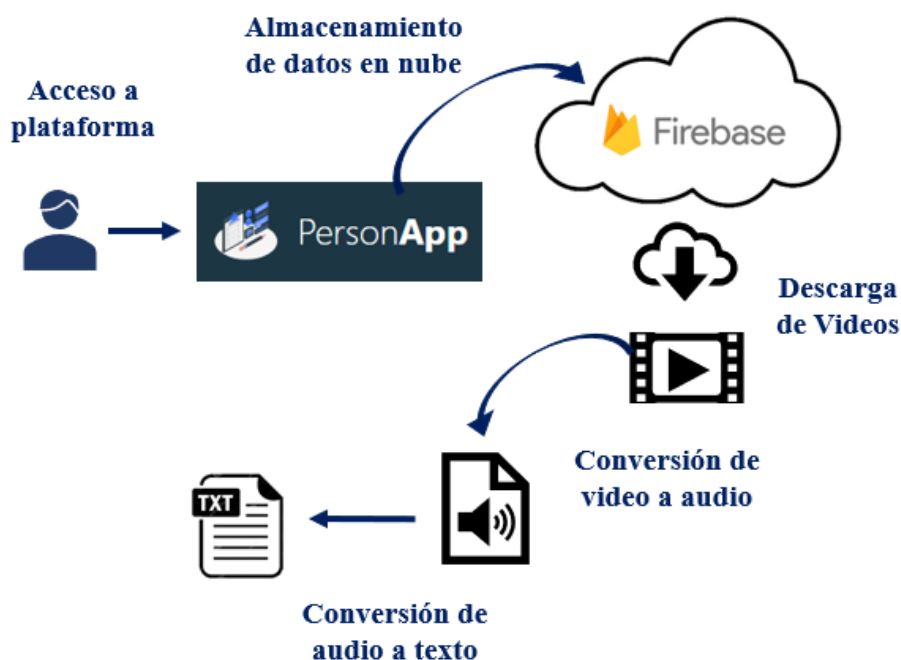 Almacenamiento
de datos en nube
Acceso a
plataforma
Firebase
PersonApp
Descarga
de Videos
Conversión de
video a audio
TXT
Conversión de
audio a texto